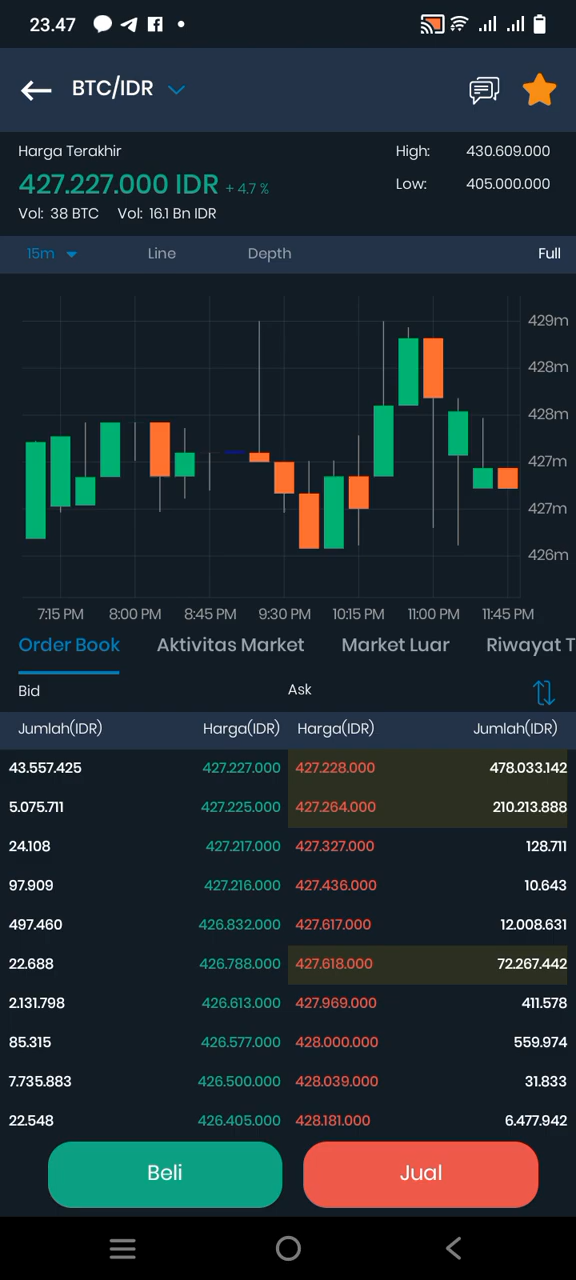 23.47
BTC/IDR
Harga Terakhir
High: 430.609.000
427.227.000 IDR + 4.7 %
Low: 405.000.000
Vol: 38 BTC Vol: 16.1 Bn IDR
15m Line Depth Full
429m
428m
428m
427m
427m
426m
7:15 PM 8:00 PM 8:45 PM 9:30 PM 10:15 PM 11:00 PM 11:45 PM
Order Book Aktivitas Market Market Luar Riwayat T
Bid Ask
Jumlah(IDR) Harga(IDR) Harga(IDR) Jumlah(IDR)
43.557.425 427.227.000 427.228.000 478.033.142
5.075.711 427.225.000 427.264.000 210.213.888
24.108 427.217.000 427.327.000 128.711
97.909 427.216.000 427.436.000 10.643
497.460 426.832.000 427.617.000 12.008.631
22.688 426.788.000 427.618.000 72.267.442
2.131.798 426.613.000 427.969.000 411.578
85.315 426.577.000 428.000.000 559.974
7.735.883 426.500.000 428.039.000 31.833
22.548 426.405.000 428.181.000 6.477.942
Beli Jual